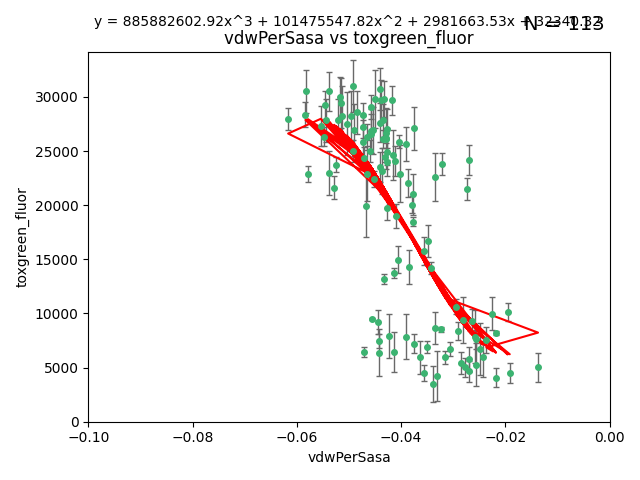 y = 885882602.92x^3 + 101475547.82x^2 + 2981663.53x + 32340.32
N = 113
vdwPerSasa vs toxgreen_fluor
toxgreen_fluor
30000
25000
20000
15000
10000
5000
0
−0.10 −0.08 −0.06 −0.04 −0.02 0.00
vdwPerSasa